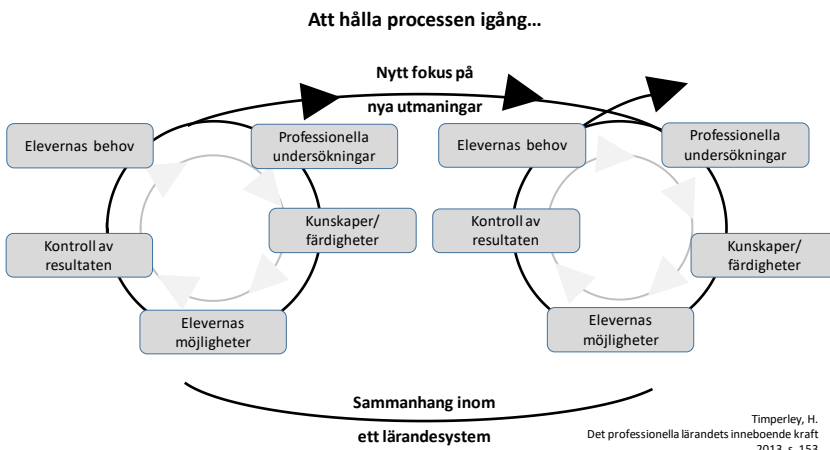 Att hålla processen igång…
Nytt fokus på
nya utmaningar
Elevernas behov
Professionella
undersökningar
Kunskaper/
färdigheter
Elevernas
möjligheter
Kontroll av
resultaten
Elevernas behov
Professionella
undersökningar
Kunskaper/
färdigheter
Elevernas
möjligheter
Kontroll av
resultaten
Sammanhang inom
ett lärandesystem
Timperley, H.
Det professionella lärandets inneboende kraft
2013, s. 153